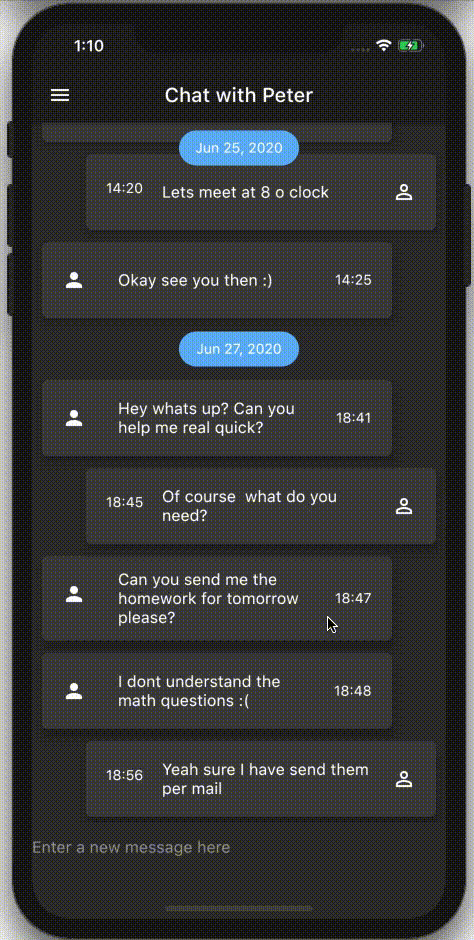 1:10
Chat with Peter
Jun 25, 2020
14:20 Lets meet at 8 o clock
Okay see you then :) 14:25
Jun 27, 2020
Hey whats up? Can you
help me real quick?
18:41
18:45
Of course  what do you
need?
Can you send me the
homework for tomorrow
please?
18:47
I dont understand the
math questions :(
18:48
18:56
Yeah sure I have send them
per mail
Enter a new message here